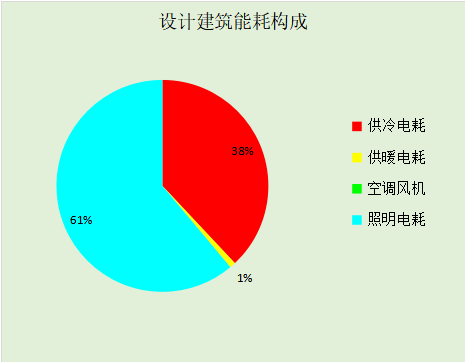 设计建筑能耗构成
38%
61%
1%
供冷电耗
供暖电耗
空调风机
照明电耗